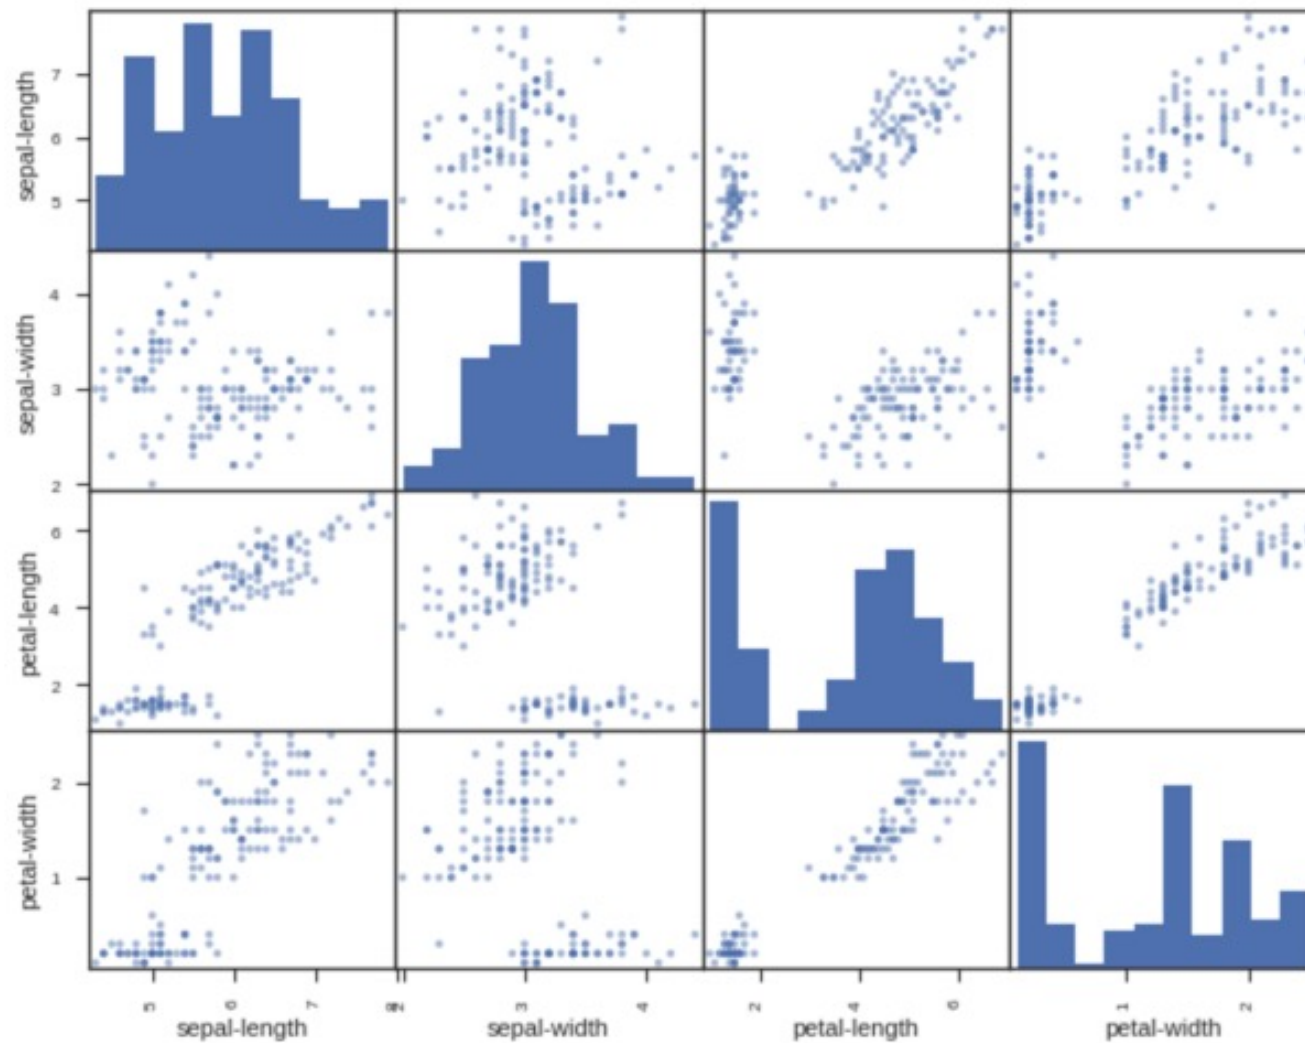 sepal-length
7
6
5
sepal-width
4
3
2
petal-length
6
4
2
petal-width
2
1
5 6 7 8 2 3 4 2 4 6 1 2
sepal-length sepal-width petal-length petal-width